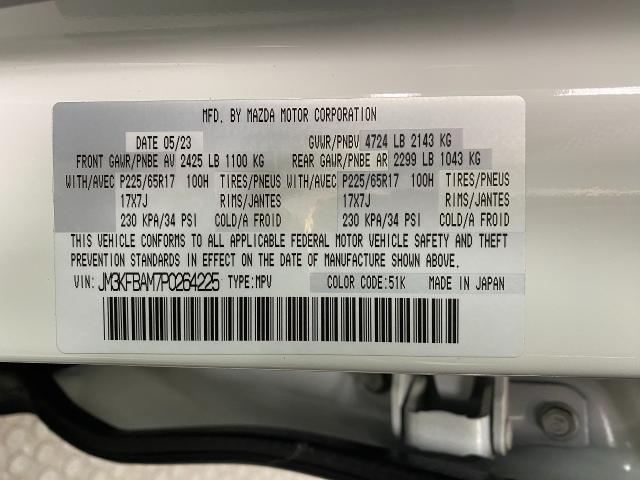 MFD. BY MAZDA MOTOR CORPORATION
DATE 05/23 GVWR/PNBV 4724 LB 2143 KG
FRONT GAWR/PNBE AV 2425 LB 1100 KG REAR GAWR/PNBE AR 2299 LB 1043 KG
WITH/AVEC P225/65R17 100H TIRES/PNEUS WITH/AVEC P225/65R17 100H TIRES/PNEUS
17X7J RIMS/JANTES 17X7J RIMS/JANTES
230 KPA/34 PSI COLD/A FROID 230 KPA/34 PSI COLD/A FROID
THIS VEHICLE CONFORMS TO ALL APPLICABLE FEDERAL MOTOR VEHICLE SAFETY AND THEFT
PREVENTION STANDARDS IN EFFECT ON THE DATE OF MANUFACTURE SHOWN ABOVE.
VIN: JM3KFBAM7P0264225 TYPE:MPV COLOR CODE:51K MADE IN JAPAN